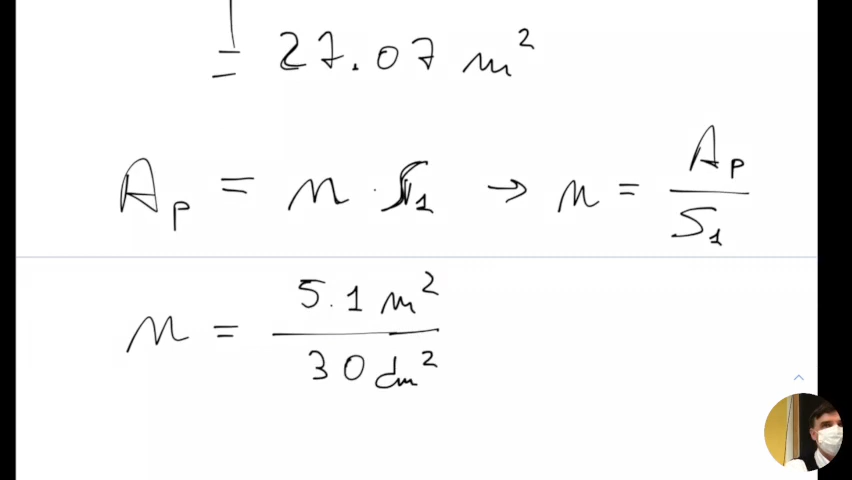 = 27.07 m²
Ap = n · S₁ → n = Ap / S₁
n = 5.1 m² / 30 dm²